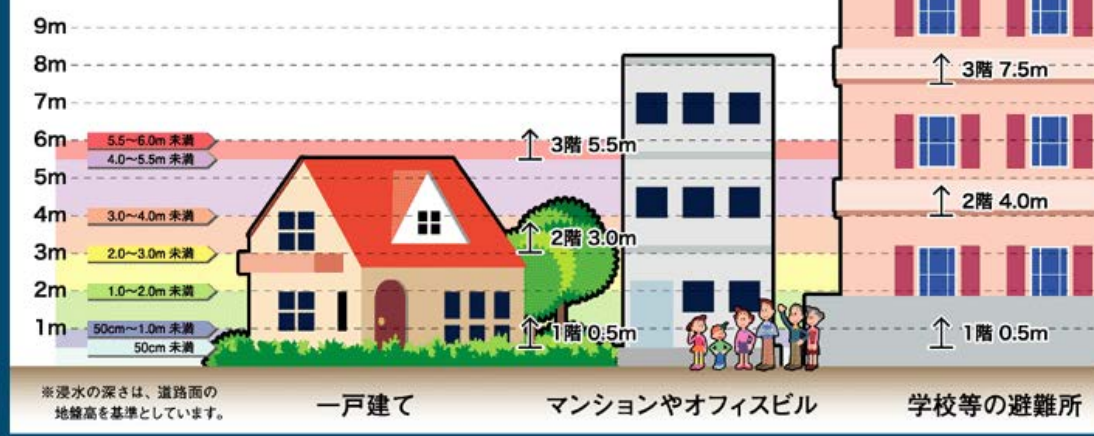 9m
8m
3階 7.5m
7m
6m
5.5〜6.0m 未満
3階 5.5m
4.0〜5.5m 未満
5m
4m
3.0〜4.0m 未満
2階 4.0m
2階 3.0m
3m
2.0〜3.0m 未満
2m
1.0〜2.0m 未満
1m
50cm〜1.0m 未満
1階 0.5m
1階 0.5m
50cm 未満
※浸水の深さは、道路面の
地盤高を基準としています。
一戸建て
マンションやオフィスビル
学校等の避難所